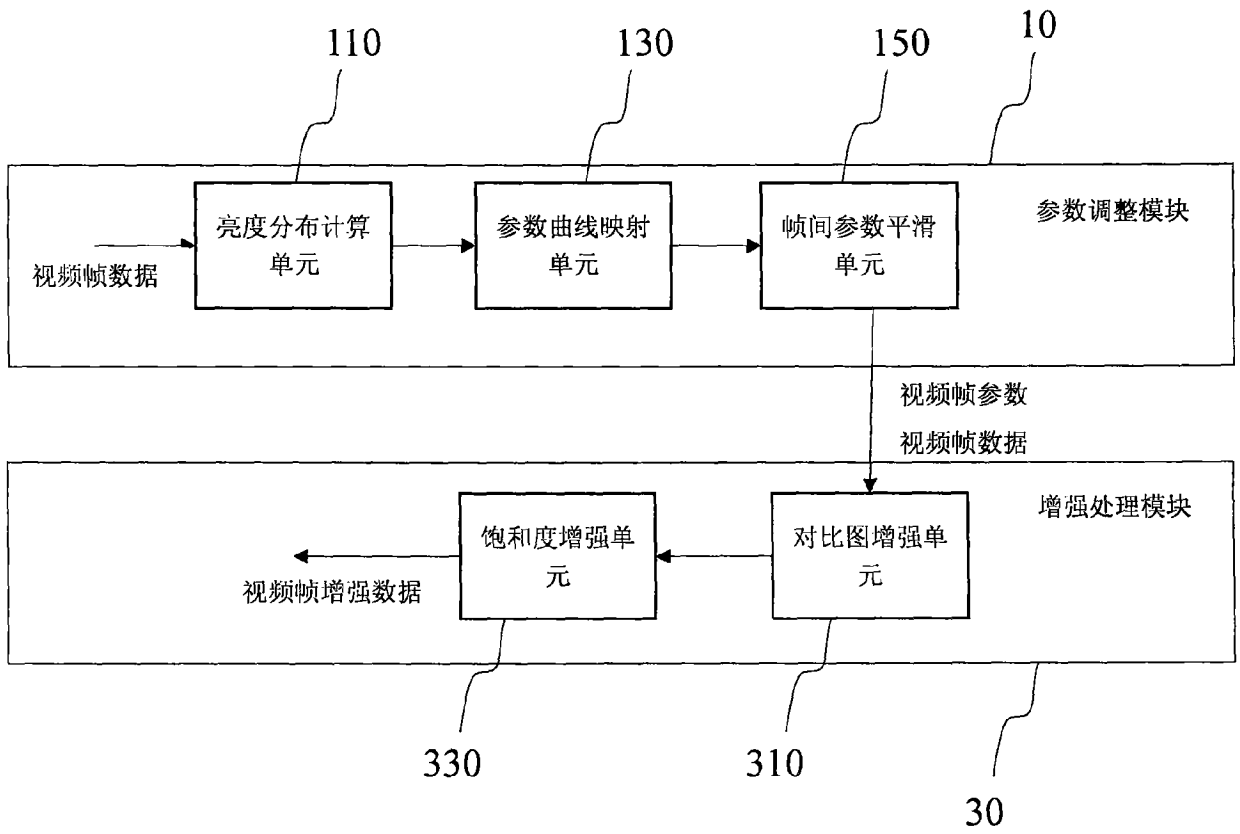 110
130
150
10
参数调整模块
亮度分布计算
单元
参数曲线映射
单元
帧间参数平滑
单元
视频帧数据
视频帧参数
视频帧数据
增强处理模块
对比图增强单
元
饱和度增强单
元
视频帧增强数据
330
310
30